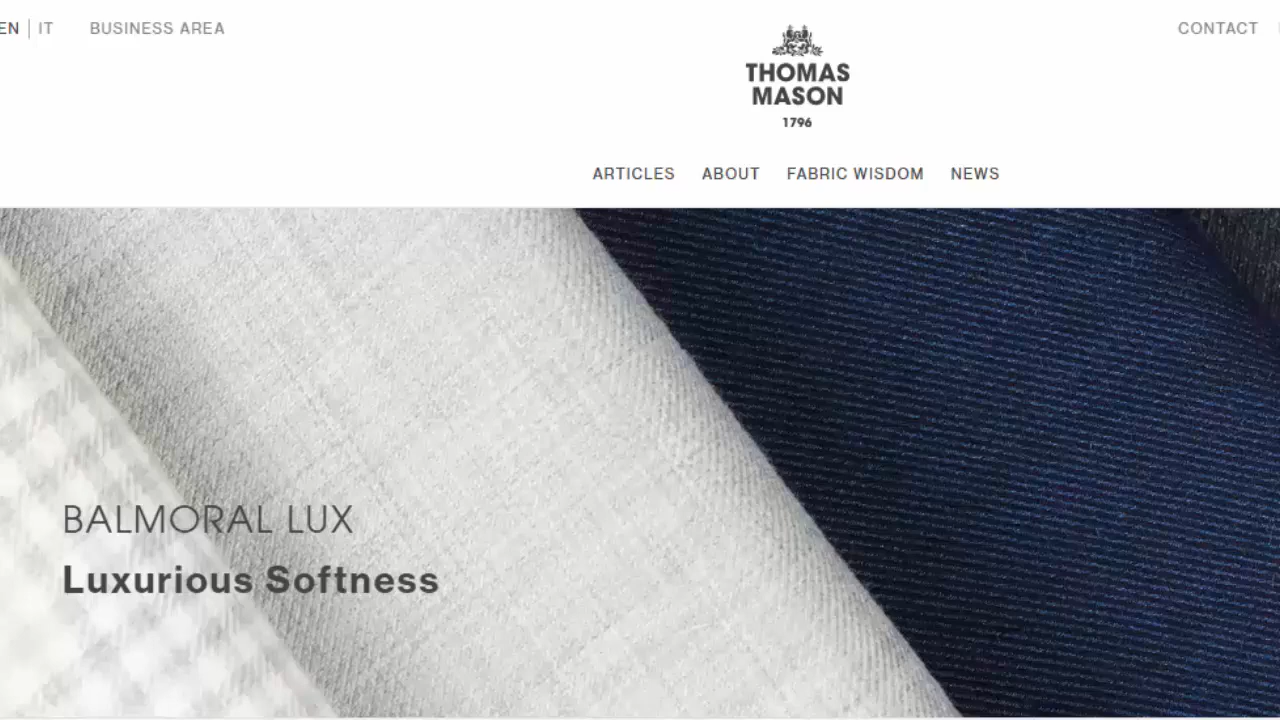 EN | IT
BUSINESS AREA
CONTACT
THOMAS
MASON
1796
ARTICLES
ABOUT
FABRIC WISDOM
NEWS
BALMORAL LUX
Luxurious Softness